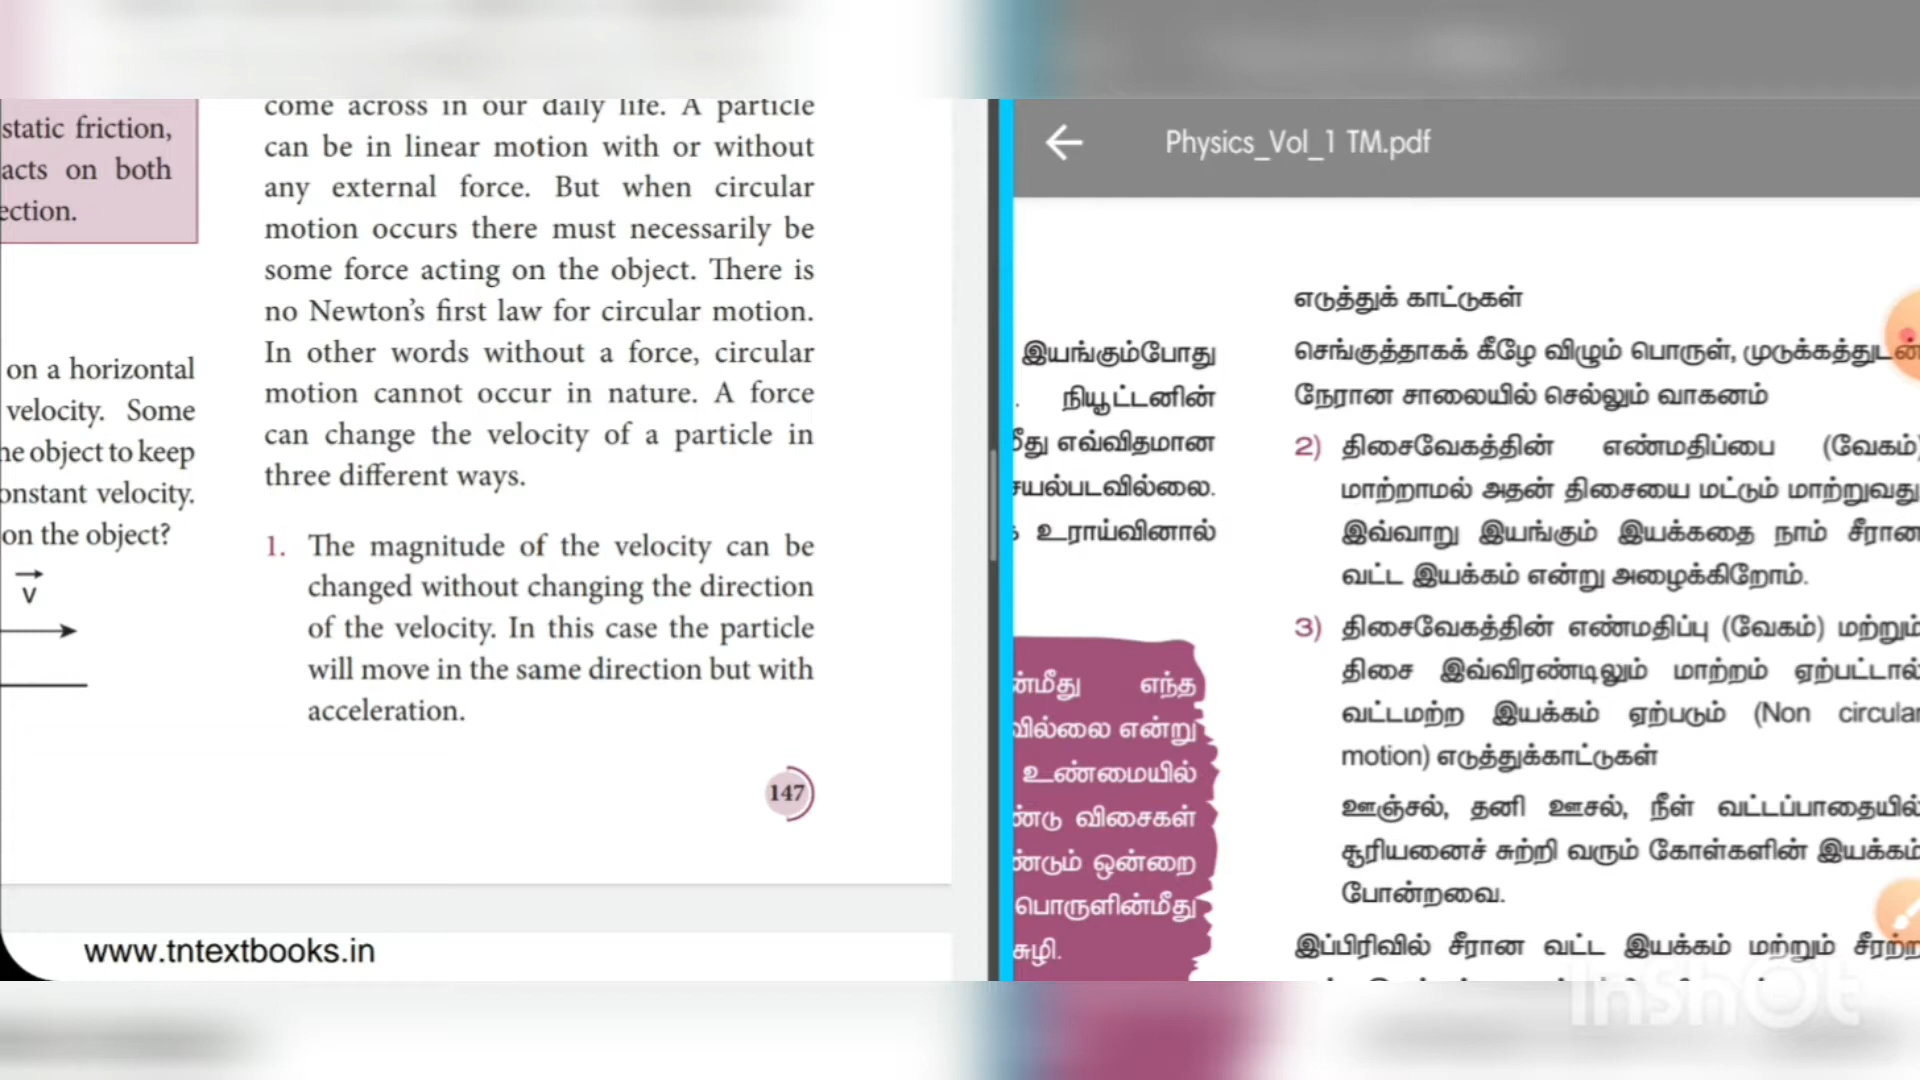 static friction,
acts on both
ection.
on a horizontal
velocity. Some
he object to keep
onstant velocity.
on the object?
v
come across in our daily life. A particle
can be in linear motion with or without
any external force. But when circular
motion occurs there must necessarily be
some force acting on the object. There is
no Newton’s first law for circular motion.
In other words without a force, circular
motion cannot occur in nature. A force
can change the velocity of a particle in
three different ways.
1. The magnitude of the velocity can be
changed without changing the direction
of the velocity. In this case the particle
will move in the same direction but with
acceleration.
147
www.tntextbooks.in
Physics_Vol_1 TM.pdf
இயங்கும்போது
. நியூட்டனின்
மீது எவ்விதமான
சயல்படவில்லை.
உராய்வினால்
ன்மீது எந்த
வில்லை என்று
உண்மையில்
ண்டு விசைகள்
ண்டும் ஒன்றை
பொருளின்மீது
சுழி.
எடுத்துக் காட்டுகள்
செங்குத்தாகக் கீழே விழும் பொருள், முடுக்கத்துடன்
நேரான சாலையில் செல்லும் வாகனம்
2) திசைவேகத்தின் எண்மதிப்பை (வேகம்)
மாற்றாமல் அதன் திசையை மட்டும் மாற்றுவது
இவ்வாறு இயங்கும் இயக்கதை நாம் சீரான
வட்ட இயக்கம் என்று அழைக்கிறோம்.
3) திசைவேகத்தின் எண்மதிப்பு (வேகம்) மற்றும்
திசை இவ்விரண்டிலும் மாற்றம் ஏற்பட்டால்
வட்டமற்ற இயக்கம் ஏற்படும் (Non circular
motion) எடுத்துக்காட்டுகள்
ஊஞ்சல், தனி ஊசல், நீள் வட்டப்பாதையில்
சூரியனைச் சுற்றி வரும் கோள்களின் இயக்கம்
போன்றவை.
இப்பிரிவில் சீரான வட்ட இயக்கம் மற்றும் சீரற்ற
InShOt